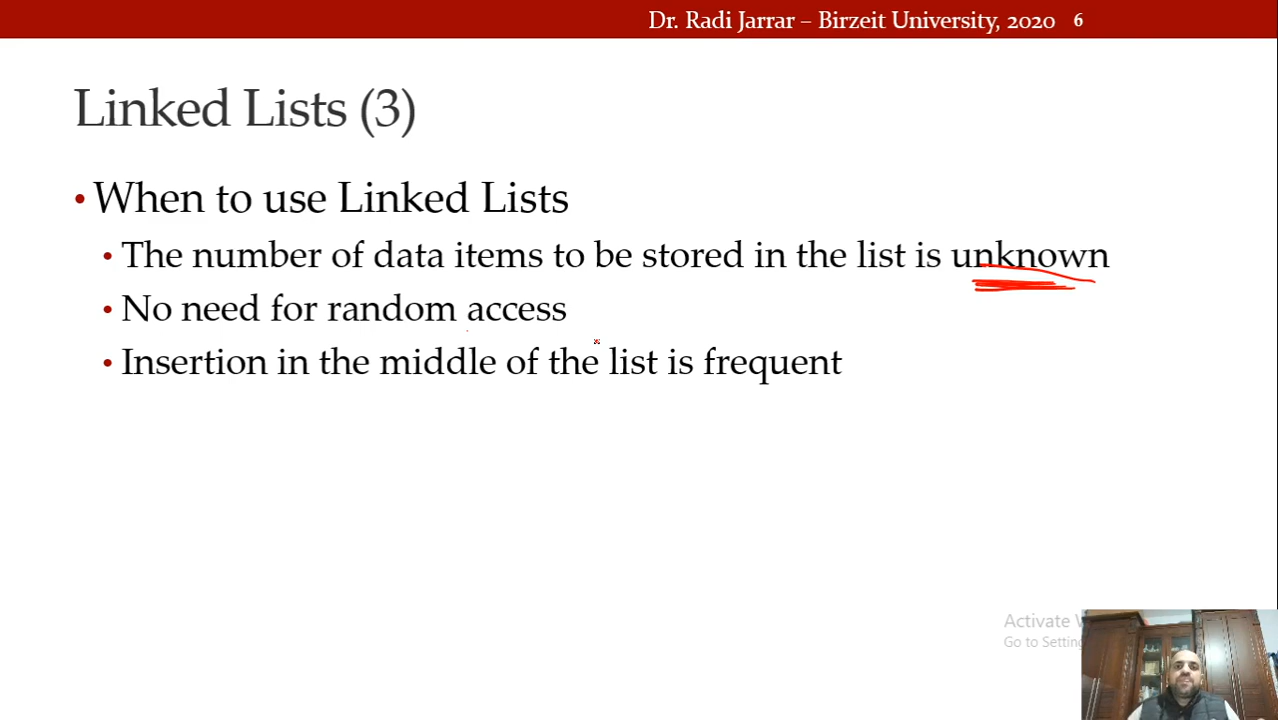 Dr. Radi Jarrar – Birzeit University, 2020 6
Linked Lists (3)
• When to use Linked Lists
• The number of data items to be stored in the list is unknown
• No need for random access
• Insertion in the middle of the list is frequent
Activate
Go to Setting